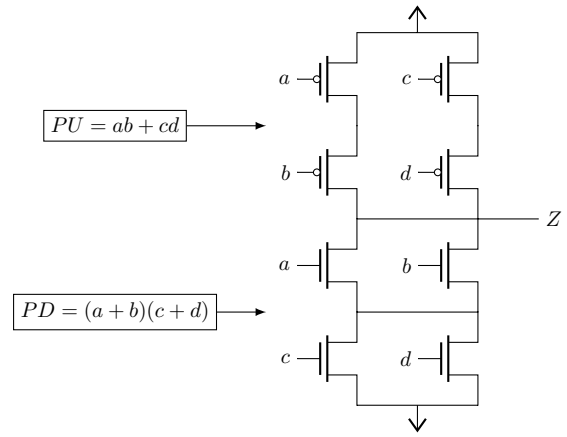 a
c
PU = ab + cd
b
d
Z
a
b
PD = (a + b)(c + d)
c
d